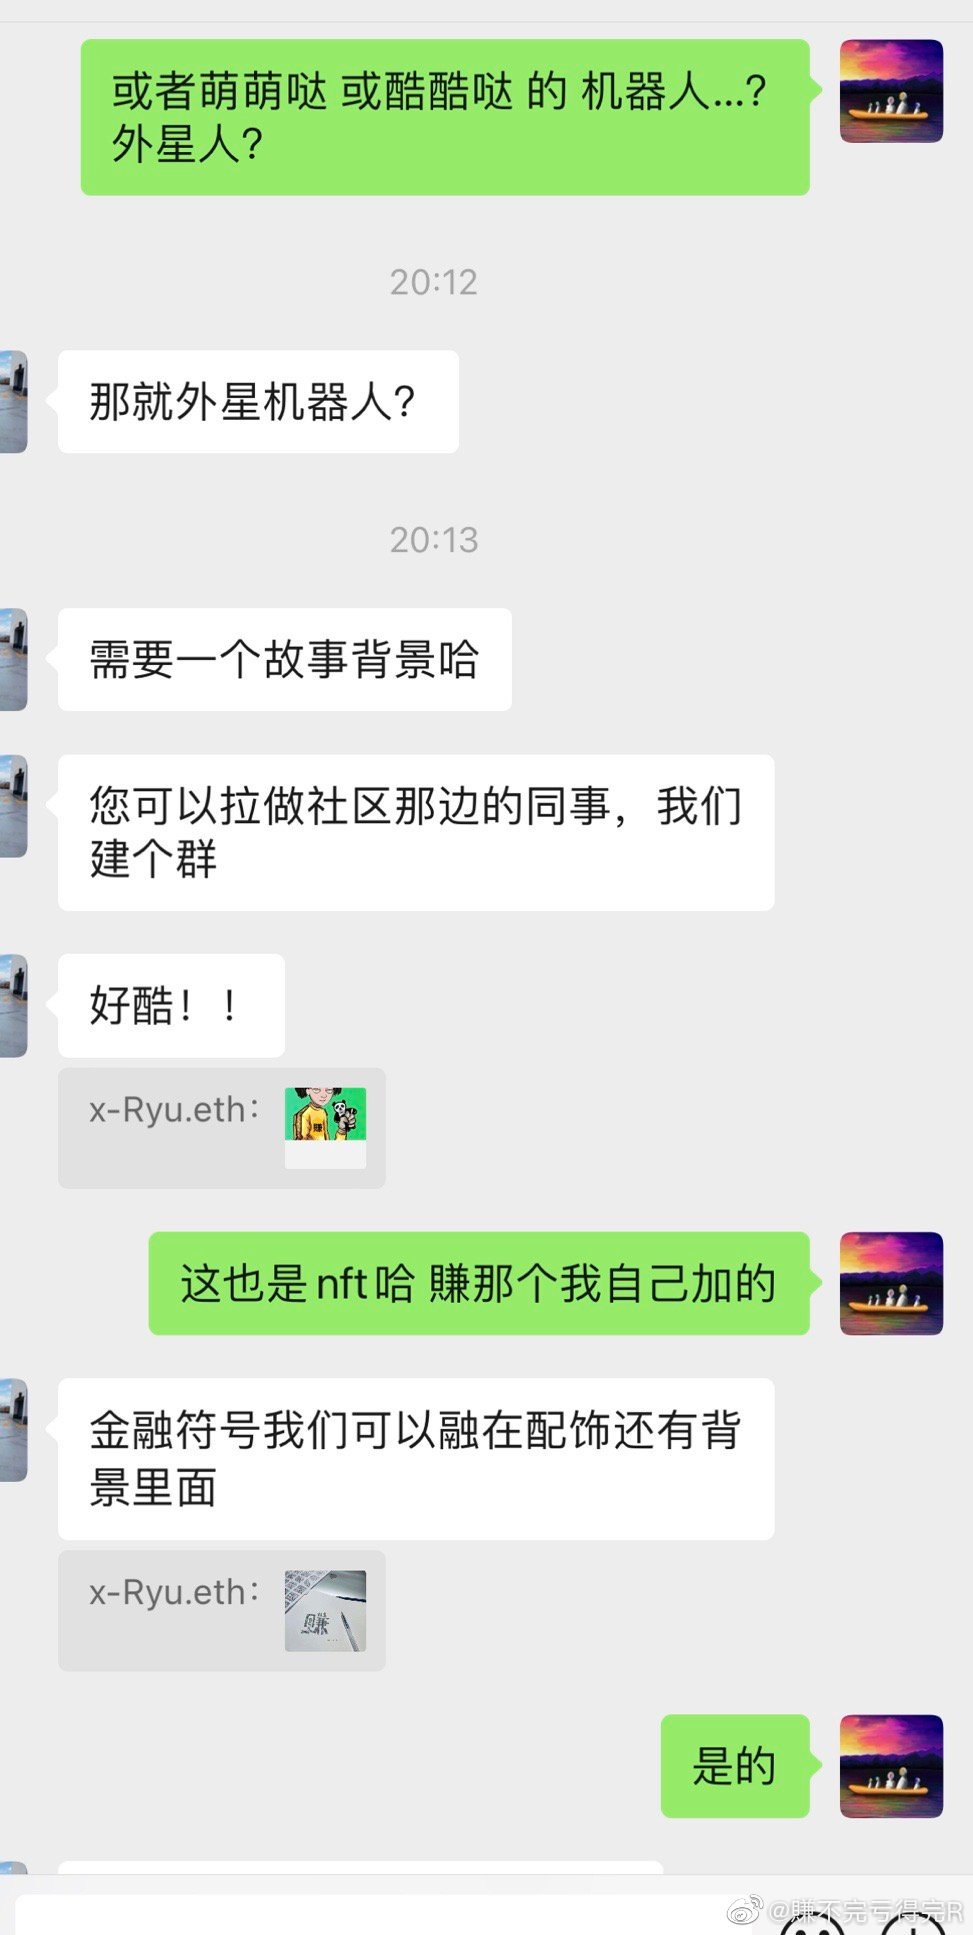 或者萌萌哒 或酷酷哒 的 机器人...?
外星人?
20:12
那就外星机器人?
20:13
需要一个故事背景哈
您可以拉做社区那边的同事，我们
建个群
好酷！！
x-Ryu.eth:
賺
这也是nft哈 賺那个我自己加的
金融符号我们可以融在配饰还有背
景里面
x-Ryu.eth:
是的
@賺不完亏得完R